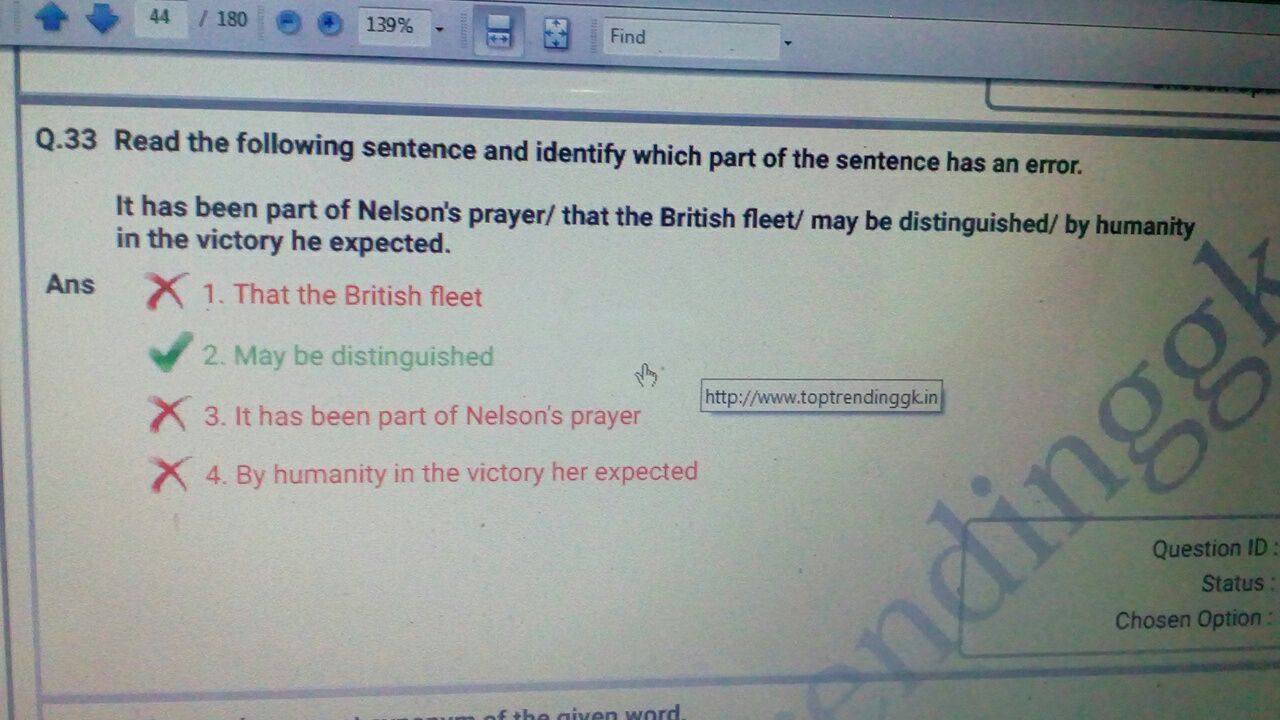 44 / 180 139% Find
Q.33 Read the following sentence and identify which part of the sentence has an error.
It has been part of Nelson's prayer/ that the British fleet/ may be distinguished/ by humanity
in the victory he expected.
Ans
1. That the British fleet
2. May be distinguished
3. It has been part of Nelson's prayer
4. By humanity in the victory her expected
http://www.toptrendinggk.in
endinggk
Question ID :
Status :
Chosen Option :
of the given word.